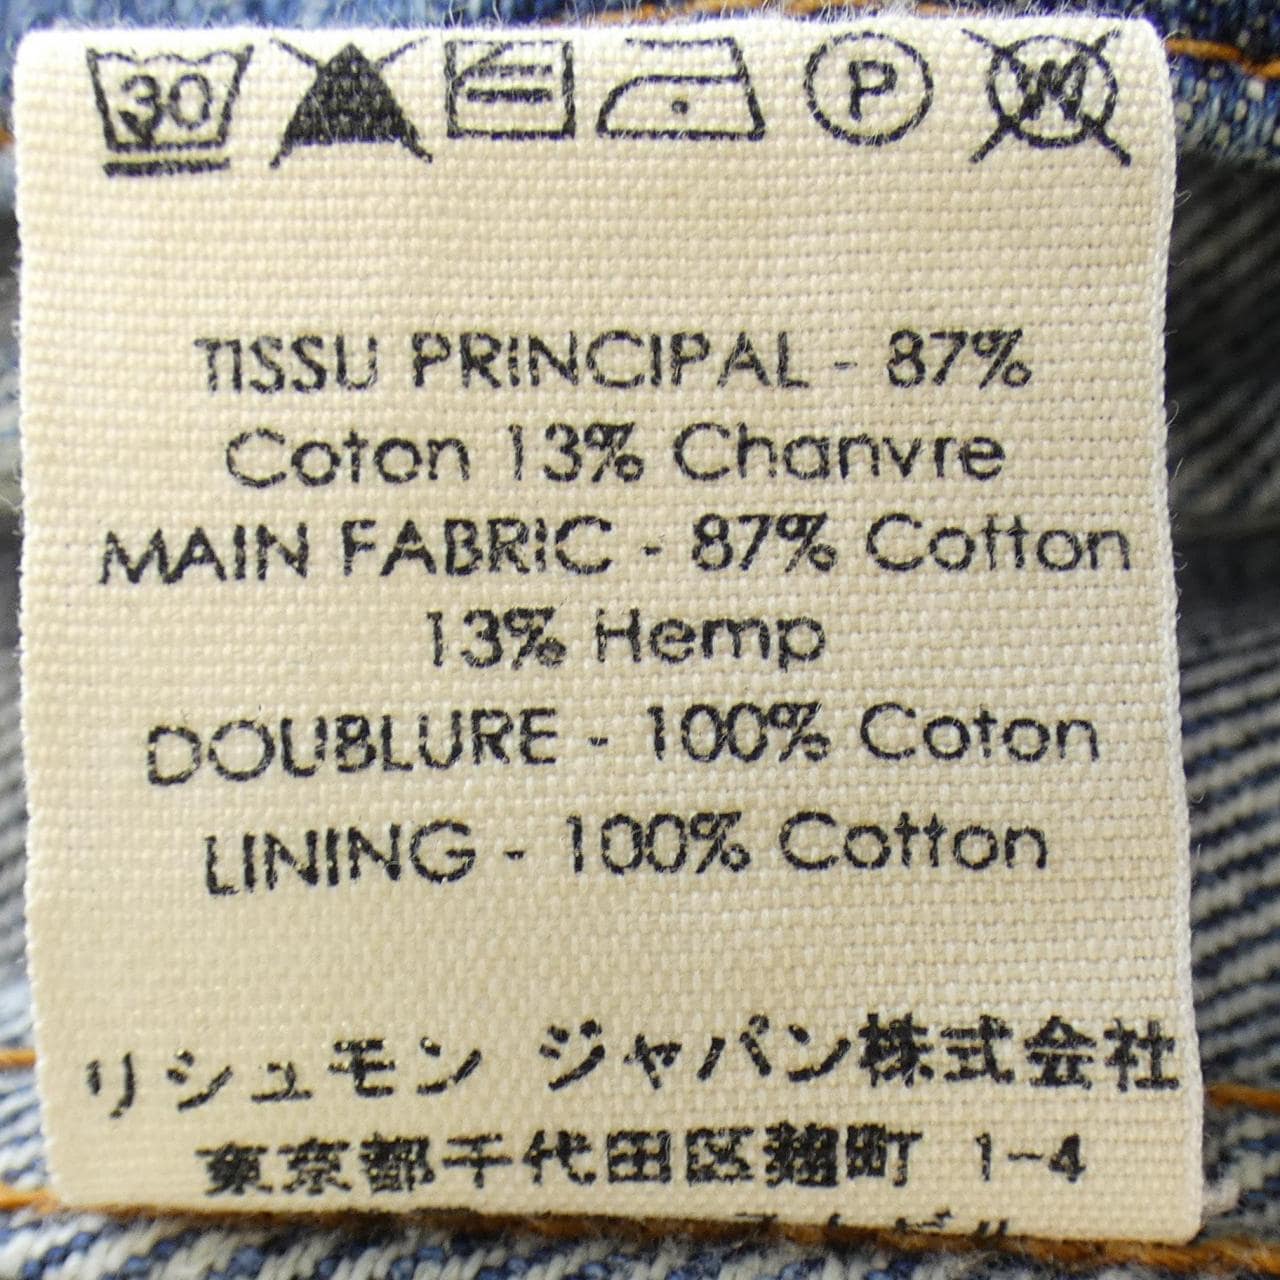 30 P W
TISSU PRINCIPAL - 87%
Coton 13% Chanvre
MAIN FABRIC - 87% Cotton
13% Hemp
DOUBLURE - 100% Coton
LINING - 100% Cotton
リシュモン ジャパン株式会社
東京都千代田区麹町 1-4